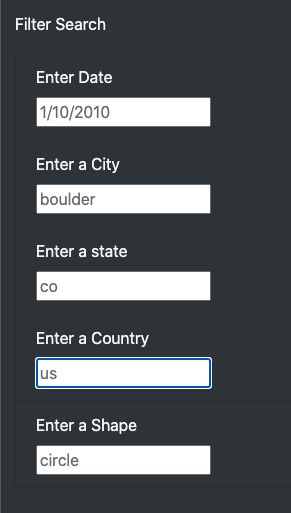 Filter Search
Enter Date
1/10/2010
Enter a City
boulder
Enter a state
co
Enter a Country
us
Enter a Shape
circle